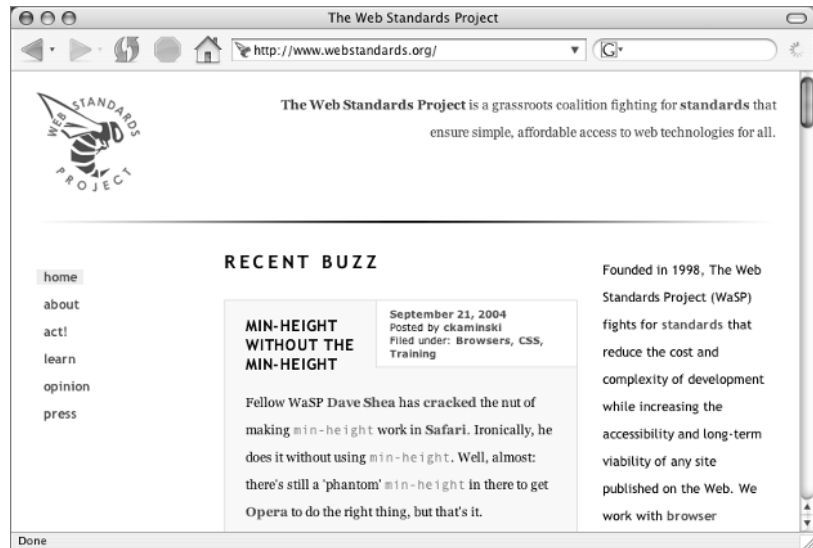 The Web Standards Project
http://www.webstandards.org/
G
WEB STANDARDS PROJECT
The Web Standards Project is a grassroots coalition fighting for standards that
ensure simple, affordable access to web technologies for all.
home
about
act!
learn
opinion
press
RECENT BUZZ
MIN-HEIGHT
WITHOUT THE
MIN-HEIGHT
September 21, 2004
Posted by ckaminski
Filed under: Browsers, CSS,
Training
Fellow WaSP Dave Shea has cracked the nut of
making min-height work in Safari. Ironically, he
does it without using min-height. Well, almost:
there's still a 'phantom' min-height in there to get
Opera to do the right thing, but that's it.
Founded in 1998, The Web
Standards Project (WaSP)
fights for standards that
reduce the cost and
complexity of development
while increasing the
accessibility and long-term
viability of any site
published on the Web. We
work with browser
Done